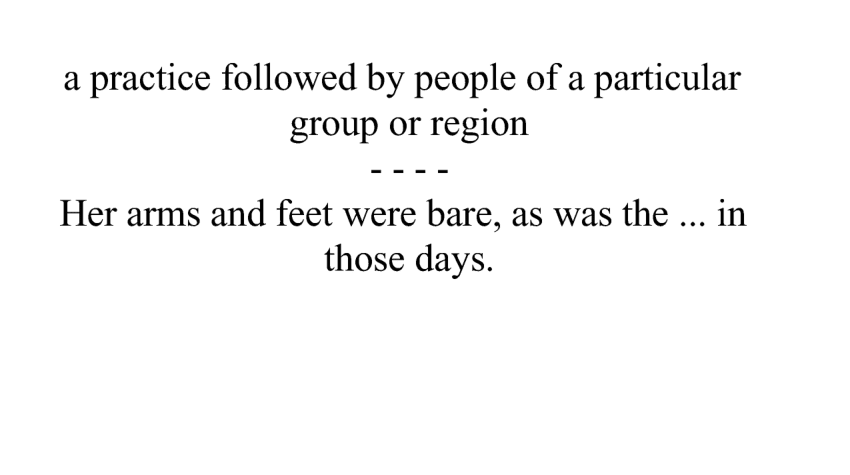 a practice followed by people of a particular
group or region
- - - -
Her arms and feet were bare, as was the ... in
those days.